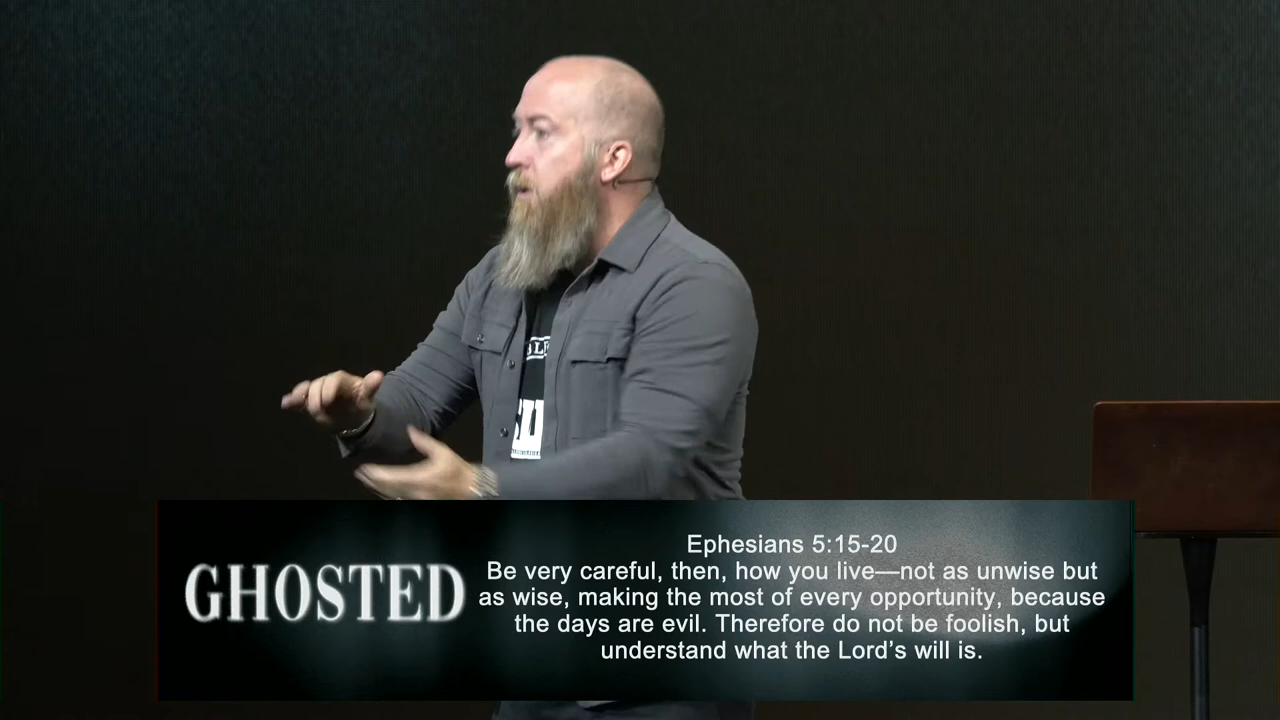 GHOSTED
Ephesians 5:15-20
Be very careful, then, how you live—not as unwise but
as wise, making the most of every opportunity, because
the days are evil. Therefore do not be foolish, but
understand what the Lord’s will is.